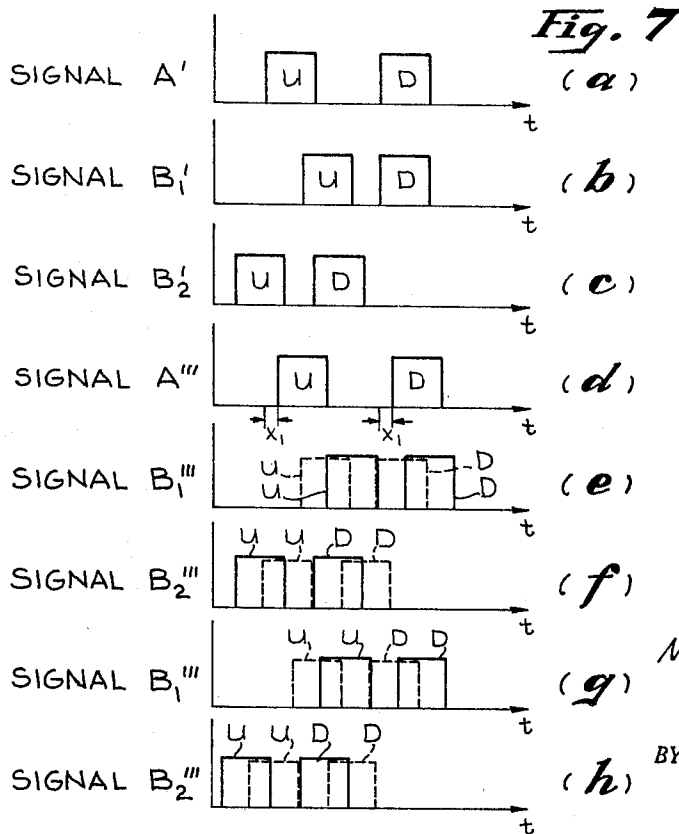 Fig. 7
SIGNAL A' U D (a)
t
SIGNAL B₁' U D (b)
t
SIGNAL B₂' U D (c)
t
SIGNAL A''' U D (d)
t
X₁ X₁
SIGNAL B₁''' U D (e)
U D
t
U U D D
SIGNAL B₂''' (f)
t
U U D D
SIGNAL B₁''' (g)
t
U U D D
BY
SIGNAL B₂''' (h)
t